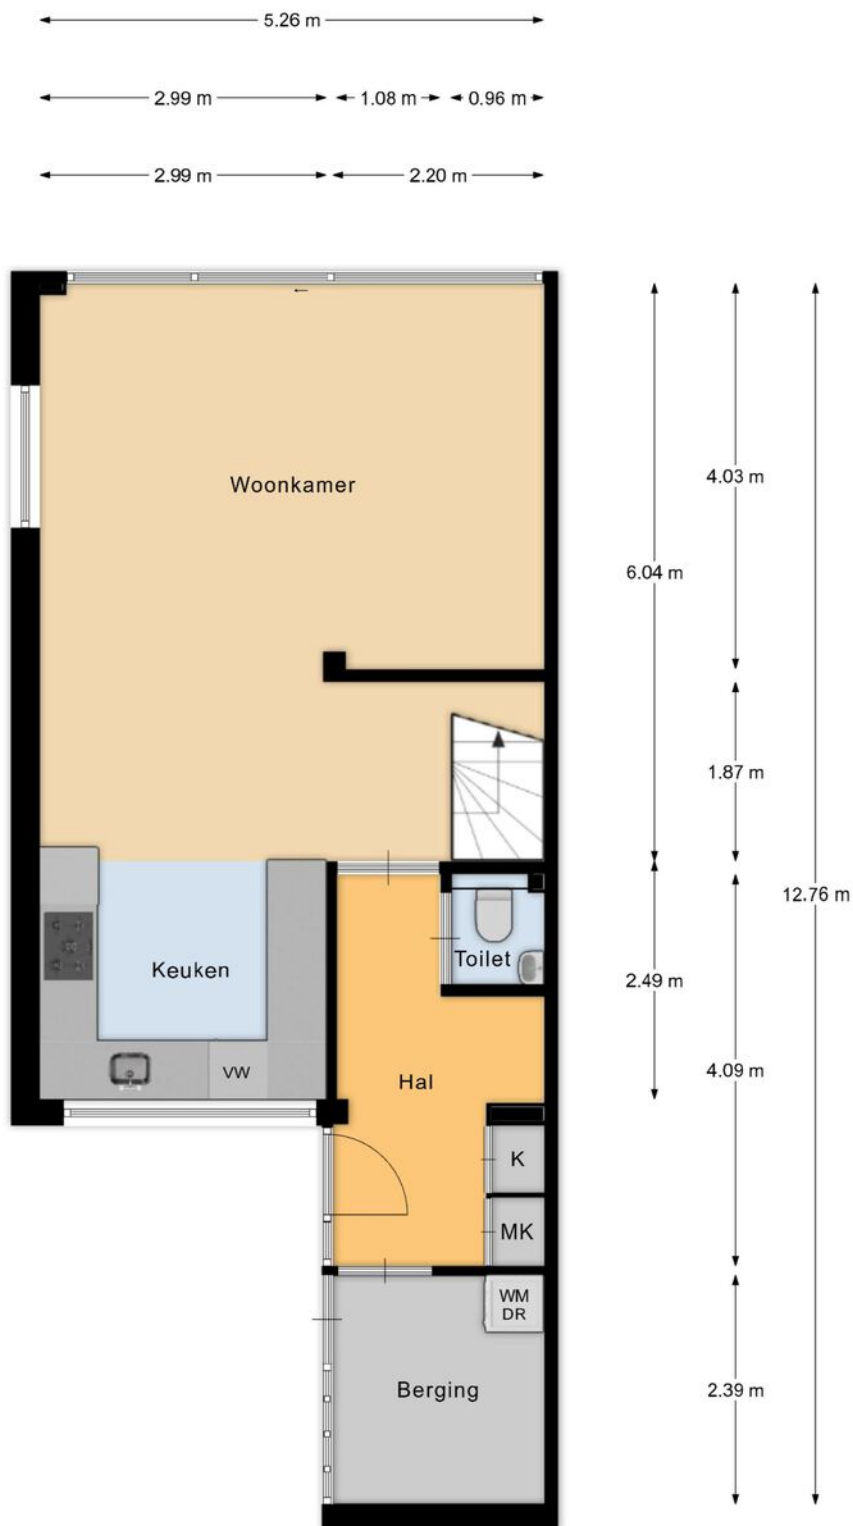 5.26 m
2.99 m 1.08 m 0.96 m
2.99 m 2.20 m
Woonkamer
4.03 m
6.04 m
1.87 m
12.76 m
Toilet
Keuken
2.49 m
VW
Hal
4.09 m
K
MK
WM
DR
Berging
2.39 m